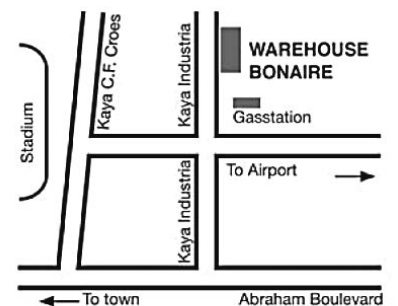 Stadium
Kaya C.F. Croes
Kaya Industria
WAREHOUSE
BONAIRE
Gasstation
Kaya Industria
To Airport
To town
Abraham Boulevard